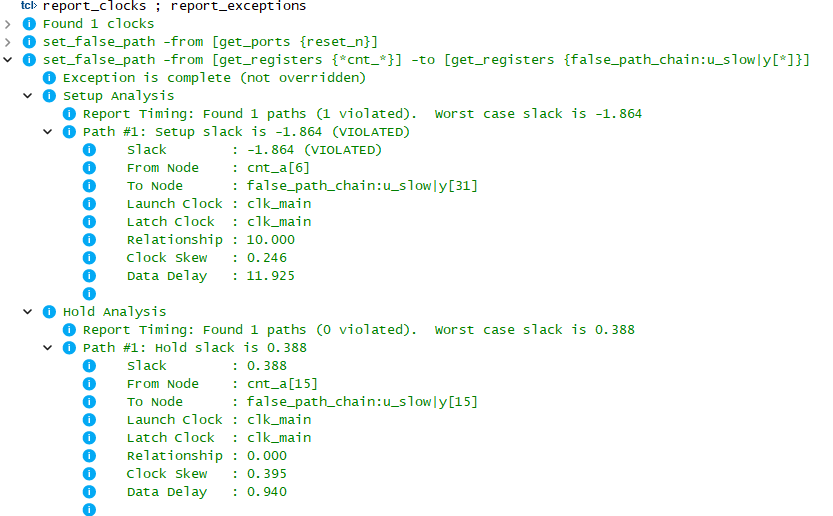 tcl> report_clocks ; report_exceptions
Found 1 clocks
set_false_path -from [get_ports {reset_n}]
set_false_path -from [get_registers {*cnt_*}] -to [get_registers {false_path_chain:u_slow|y[*]}]
Exception is complete (not overridden)
Setup Analysis
Report Timing: Found 1 paths (1 violated).  Worst case slack is -1.864
Path #1: Setup slack is -1.864 (VIOLATED)
Slack        : -1.864 (VIOLATED)
From Node    : cnt_a[6]
To Node      : false_path_chain:u_slow|y[31]
Launch Clock : clk_main
Latch Clock  : clk_main
Relationship : 10.000
Clock Skew   : 0.246
Data Delay   : 11.925
Hold Analysis
Report Timing: Found 1 paths (0 violated).  Worst case slack is 0.388
Path #1: Hold slack is 0.388
Slack        : 0.388
From Node    : cnt_a[15]
To Node      : false_path_chain:u_slow|y[15]
Launch Clock : clk_main
Latch Clock  : clk_main
Relationship : 0.000
Clock Skew   : 0.395
Data Delay   : 0.940